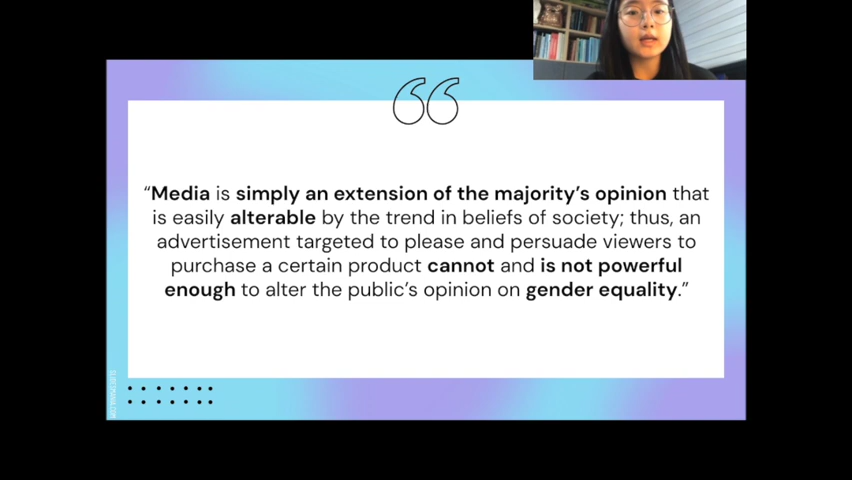 “Media is simply an extension of the majority’s opinion that
is easily alterable by the trend in beliefs of society; thus, an
advertisement targeted to please and persuade viewers to
purchase a certain product cannot and is not powerful
enough to alter the public’s opinion on gender equality.”
SLIDESMANIA.COM